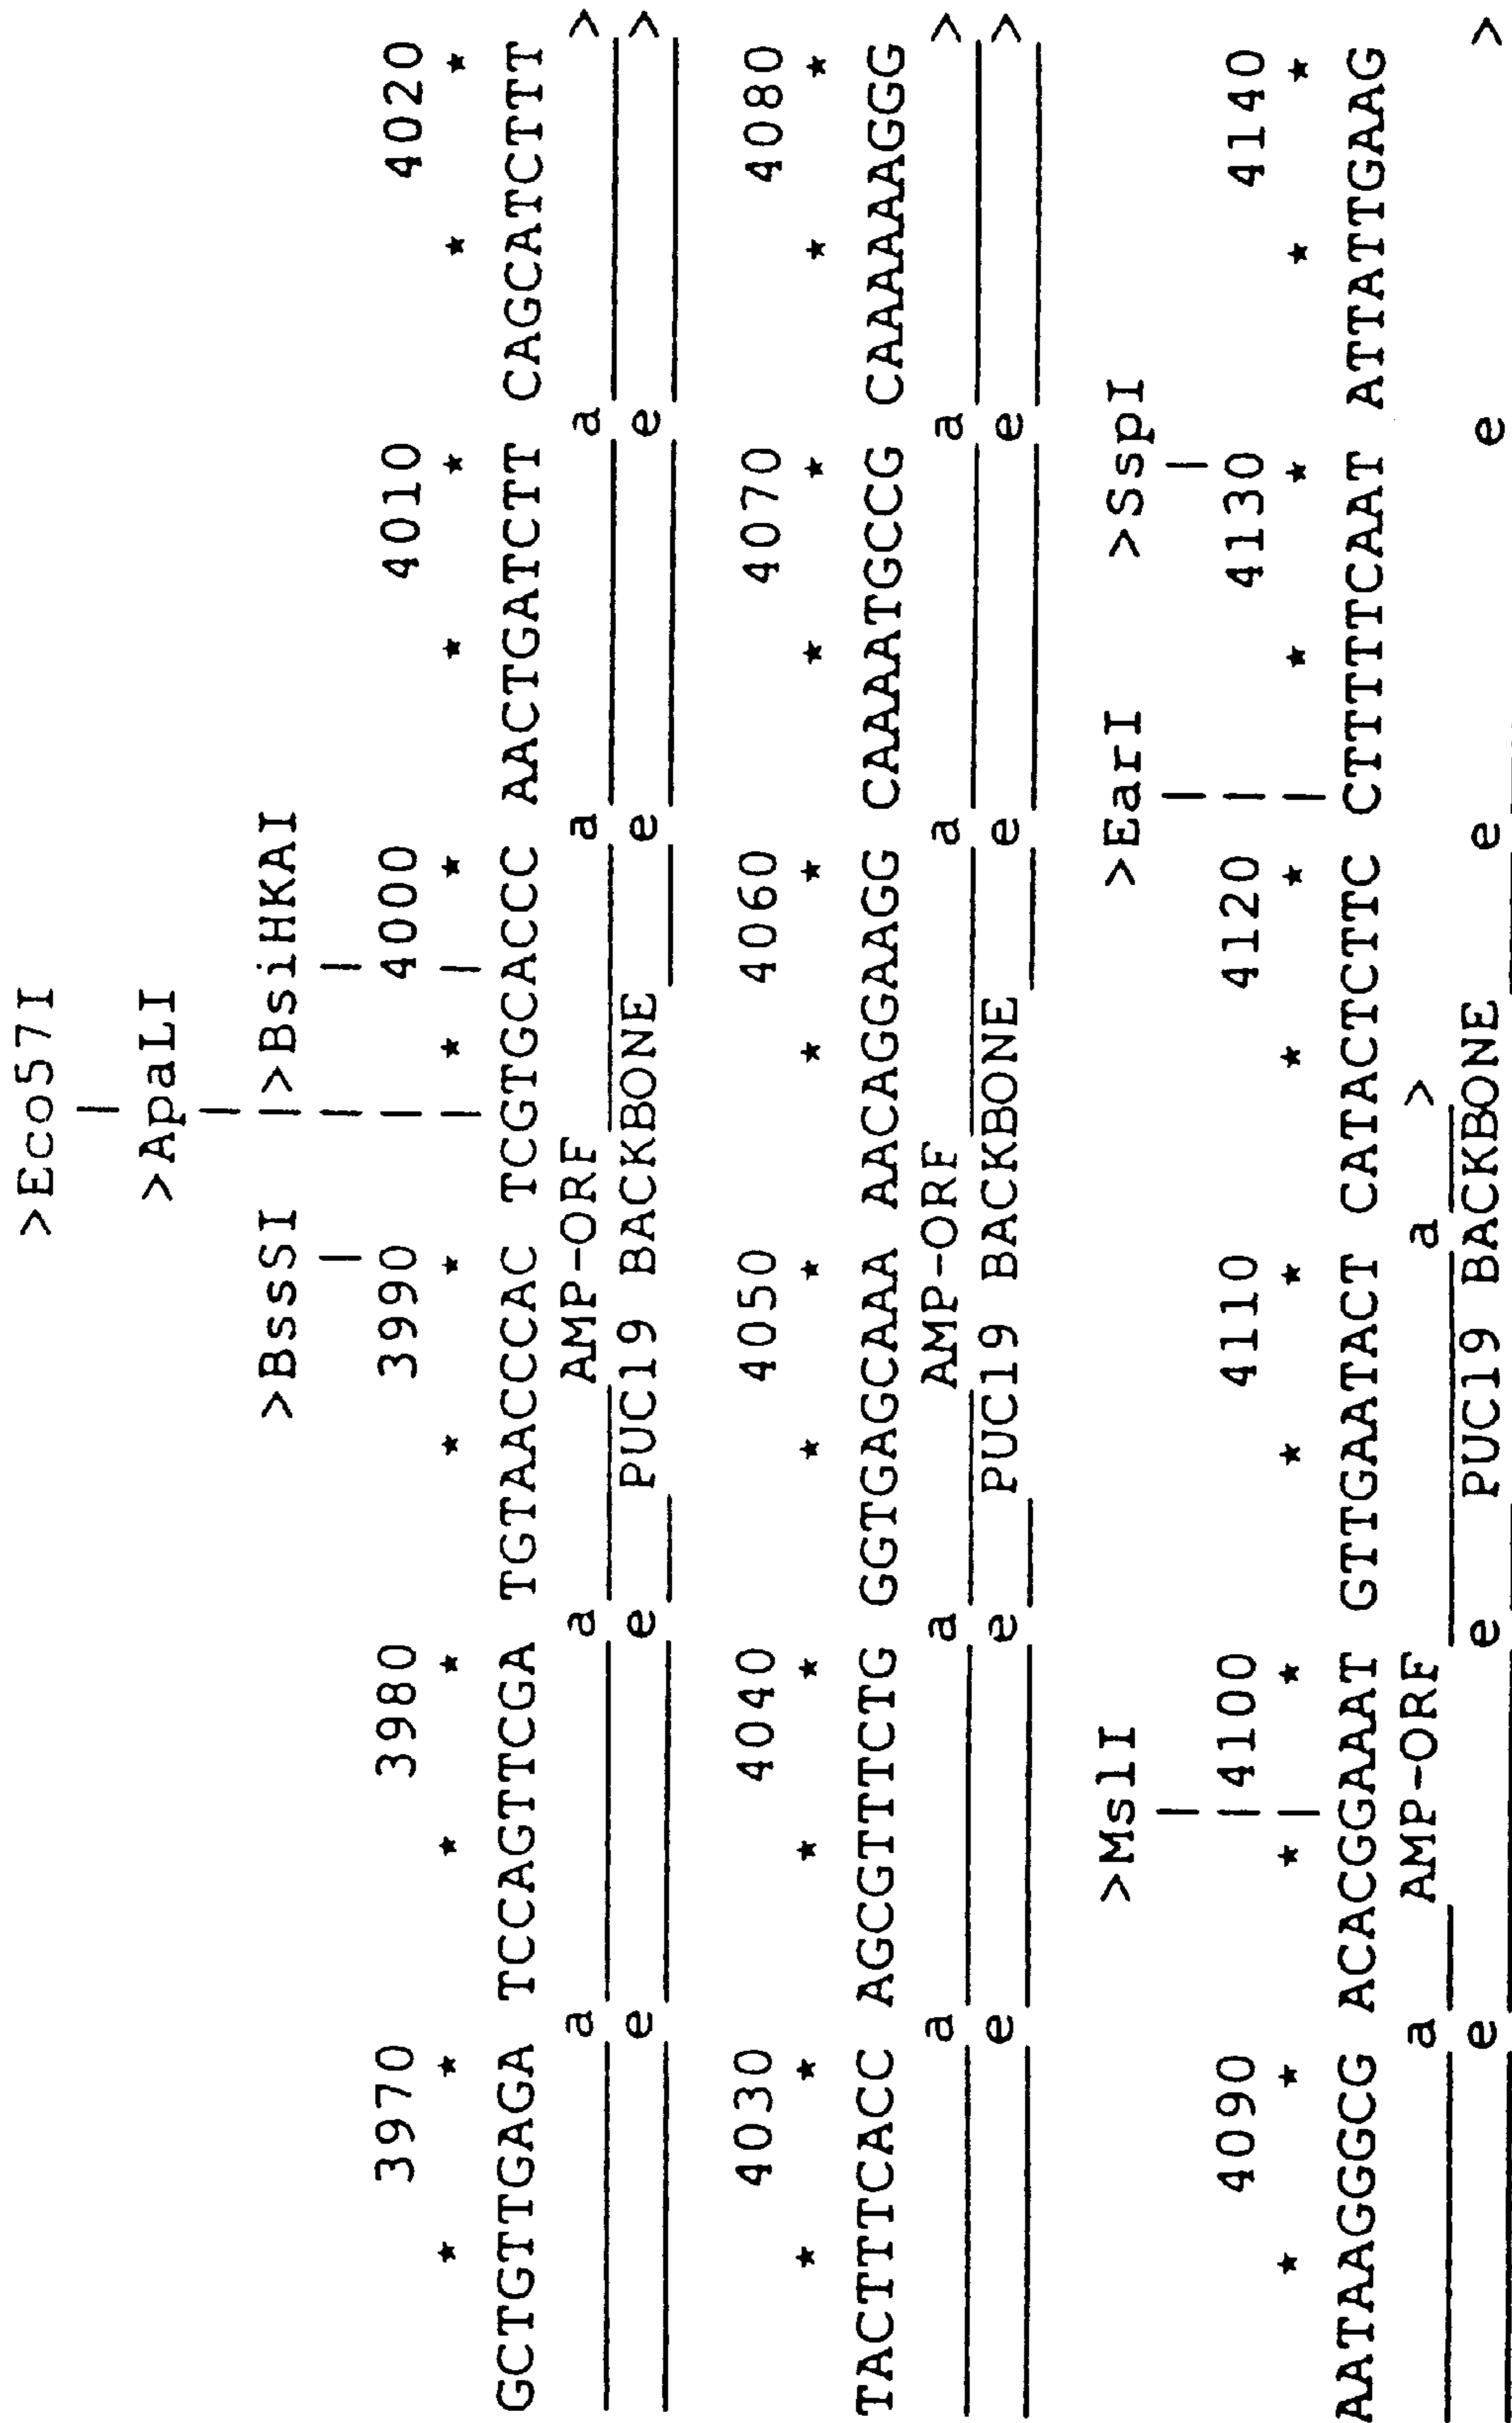 >Eco57I
>ApaLI
>BssSI >BsiHKAI
3970 3980 3990 4000 4010 4020
* * * * * * * * * * * *
GCTGTTGAGA TCCAGTTCGA TGTAACCCAC TCGTGCACCC AACTGATCTT CAGCATCTTT
a a AMP-ORF a a >
e e PUC19 BACKBONE e e >
4030 4040 4050 4060 4070 4080
* * * * * * * * * * * *
TACTTTCACC AGCGTTTCTG GGTGAGCAAA AACAGGAAGG CAAAATGCCG CAAAAAAGGG
a a AMP-ORF a a >
e e PUC19 BACKBONE e e >
>MslI >EarI >SspI
4090 4100 4110 4120 4130 4140
* * * * * * * * * * * *
AATAAGGGCG ACACGGAAAT GTTGAATACT CATACTCTTC CTTTTTCAAT ATTATTGAAG
a AMP-ORF a >
e e PUC19 BACKBONE e e >